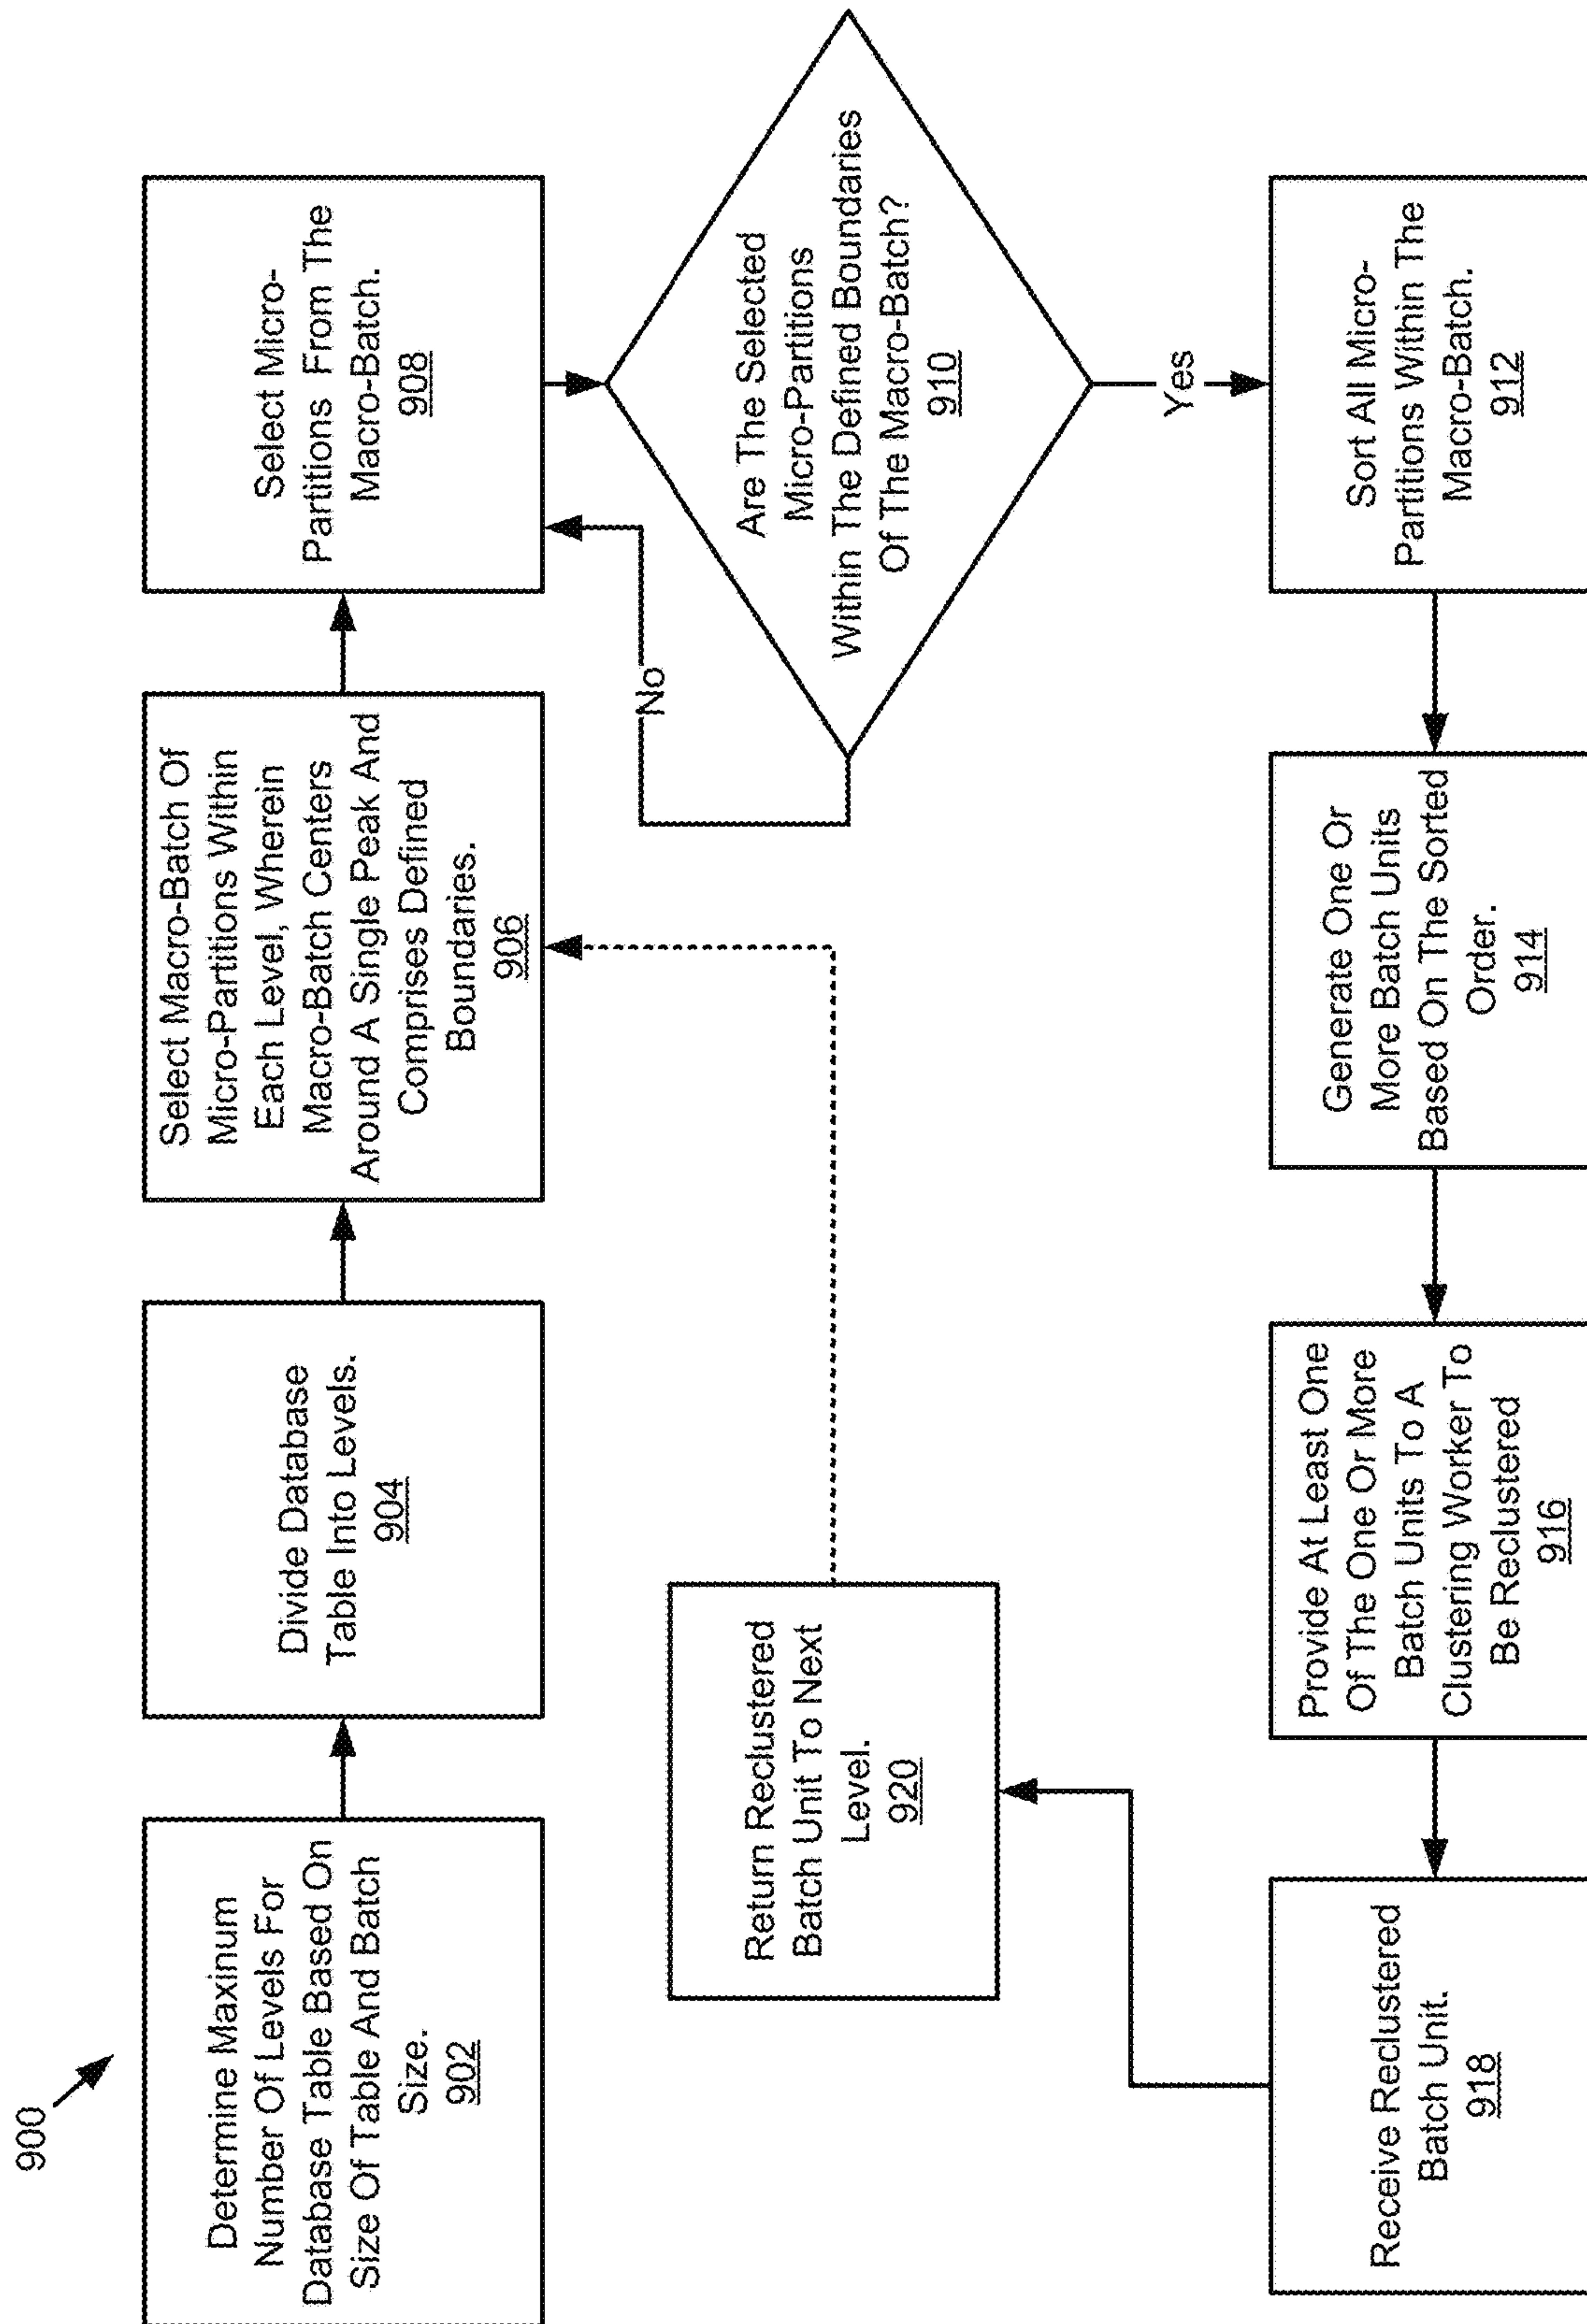 900
Determine Maxinum
Number Of Levels For
Database Table Based On
Size Of Table And Batch
Size.
902
Divide Database
Table Into Levels.
904
Select Macro-Batch Of
Micro-Partitions Within
Each Level, Wherein
Macro-Batch Centers
Around A Single Peak And
Comprises Defined
Boundaries.
906
Select Micro-
Partitions From The
Macro-Batch.
908
Are The Selected
Micro-Partitions
Within The Defined Boundaries
Of The Macro-Batch?
910
No
Yes
Sort All Micro-
Partitions Within The
Macro-Batch.
912
Generate One Or
More Batch Units
Based On The Sorted
Order.
914
Provide At Least One
Of The One Or More
Batch Units To A
Clustering Worker To
Be Reclustered
916
Receive Reclustered
Batch Unit.
918
Return Reclustered
Batch Unit To Next
Level.
920